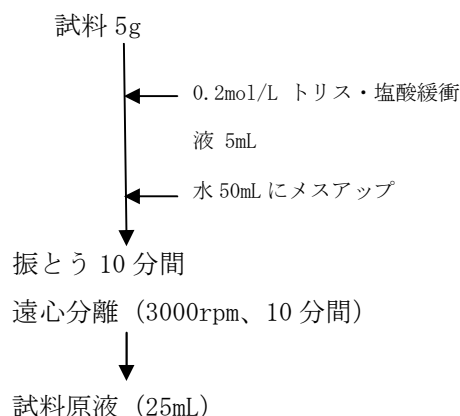 試料 5g
0.2mol/L トリス・塩酸緩衝
液 5mL
水 50mL にメスアップ
振とう 10 分間
遠心分離 (3000rpm、10 分間)
試料原液 (25mL)